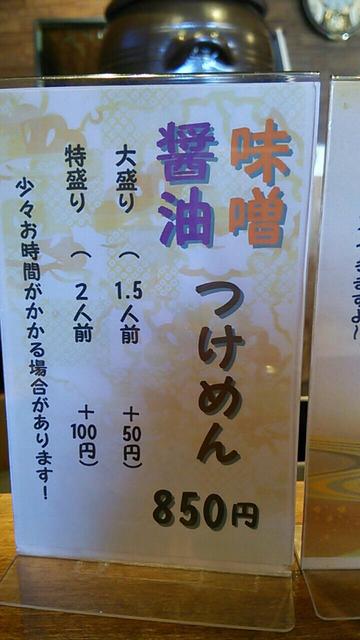 味噌
醤油
つけめん
850円
大盛り（1.5人前 ＋50円）
特盛り（2人前 ＋100円）
少々お時間がかかる場合があります！